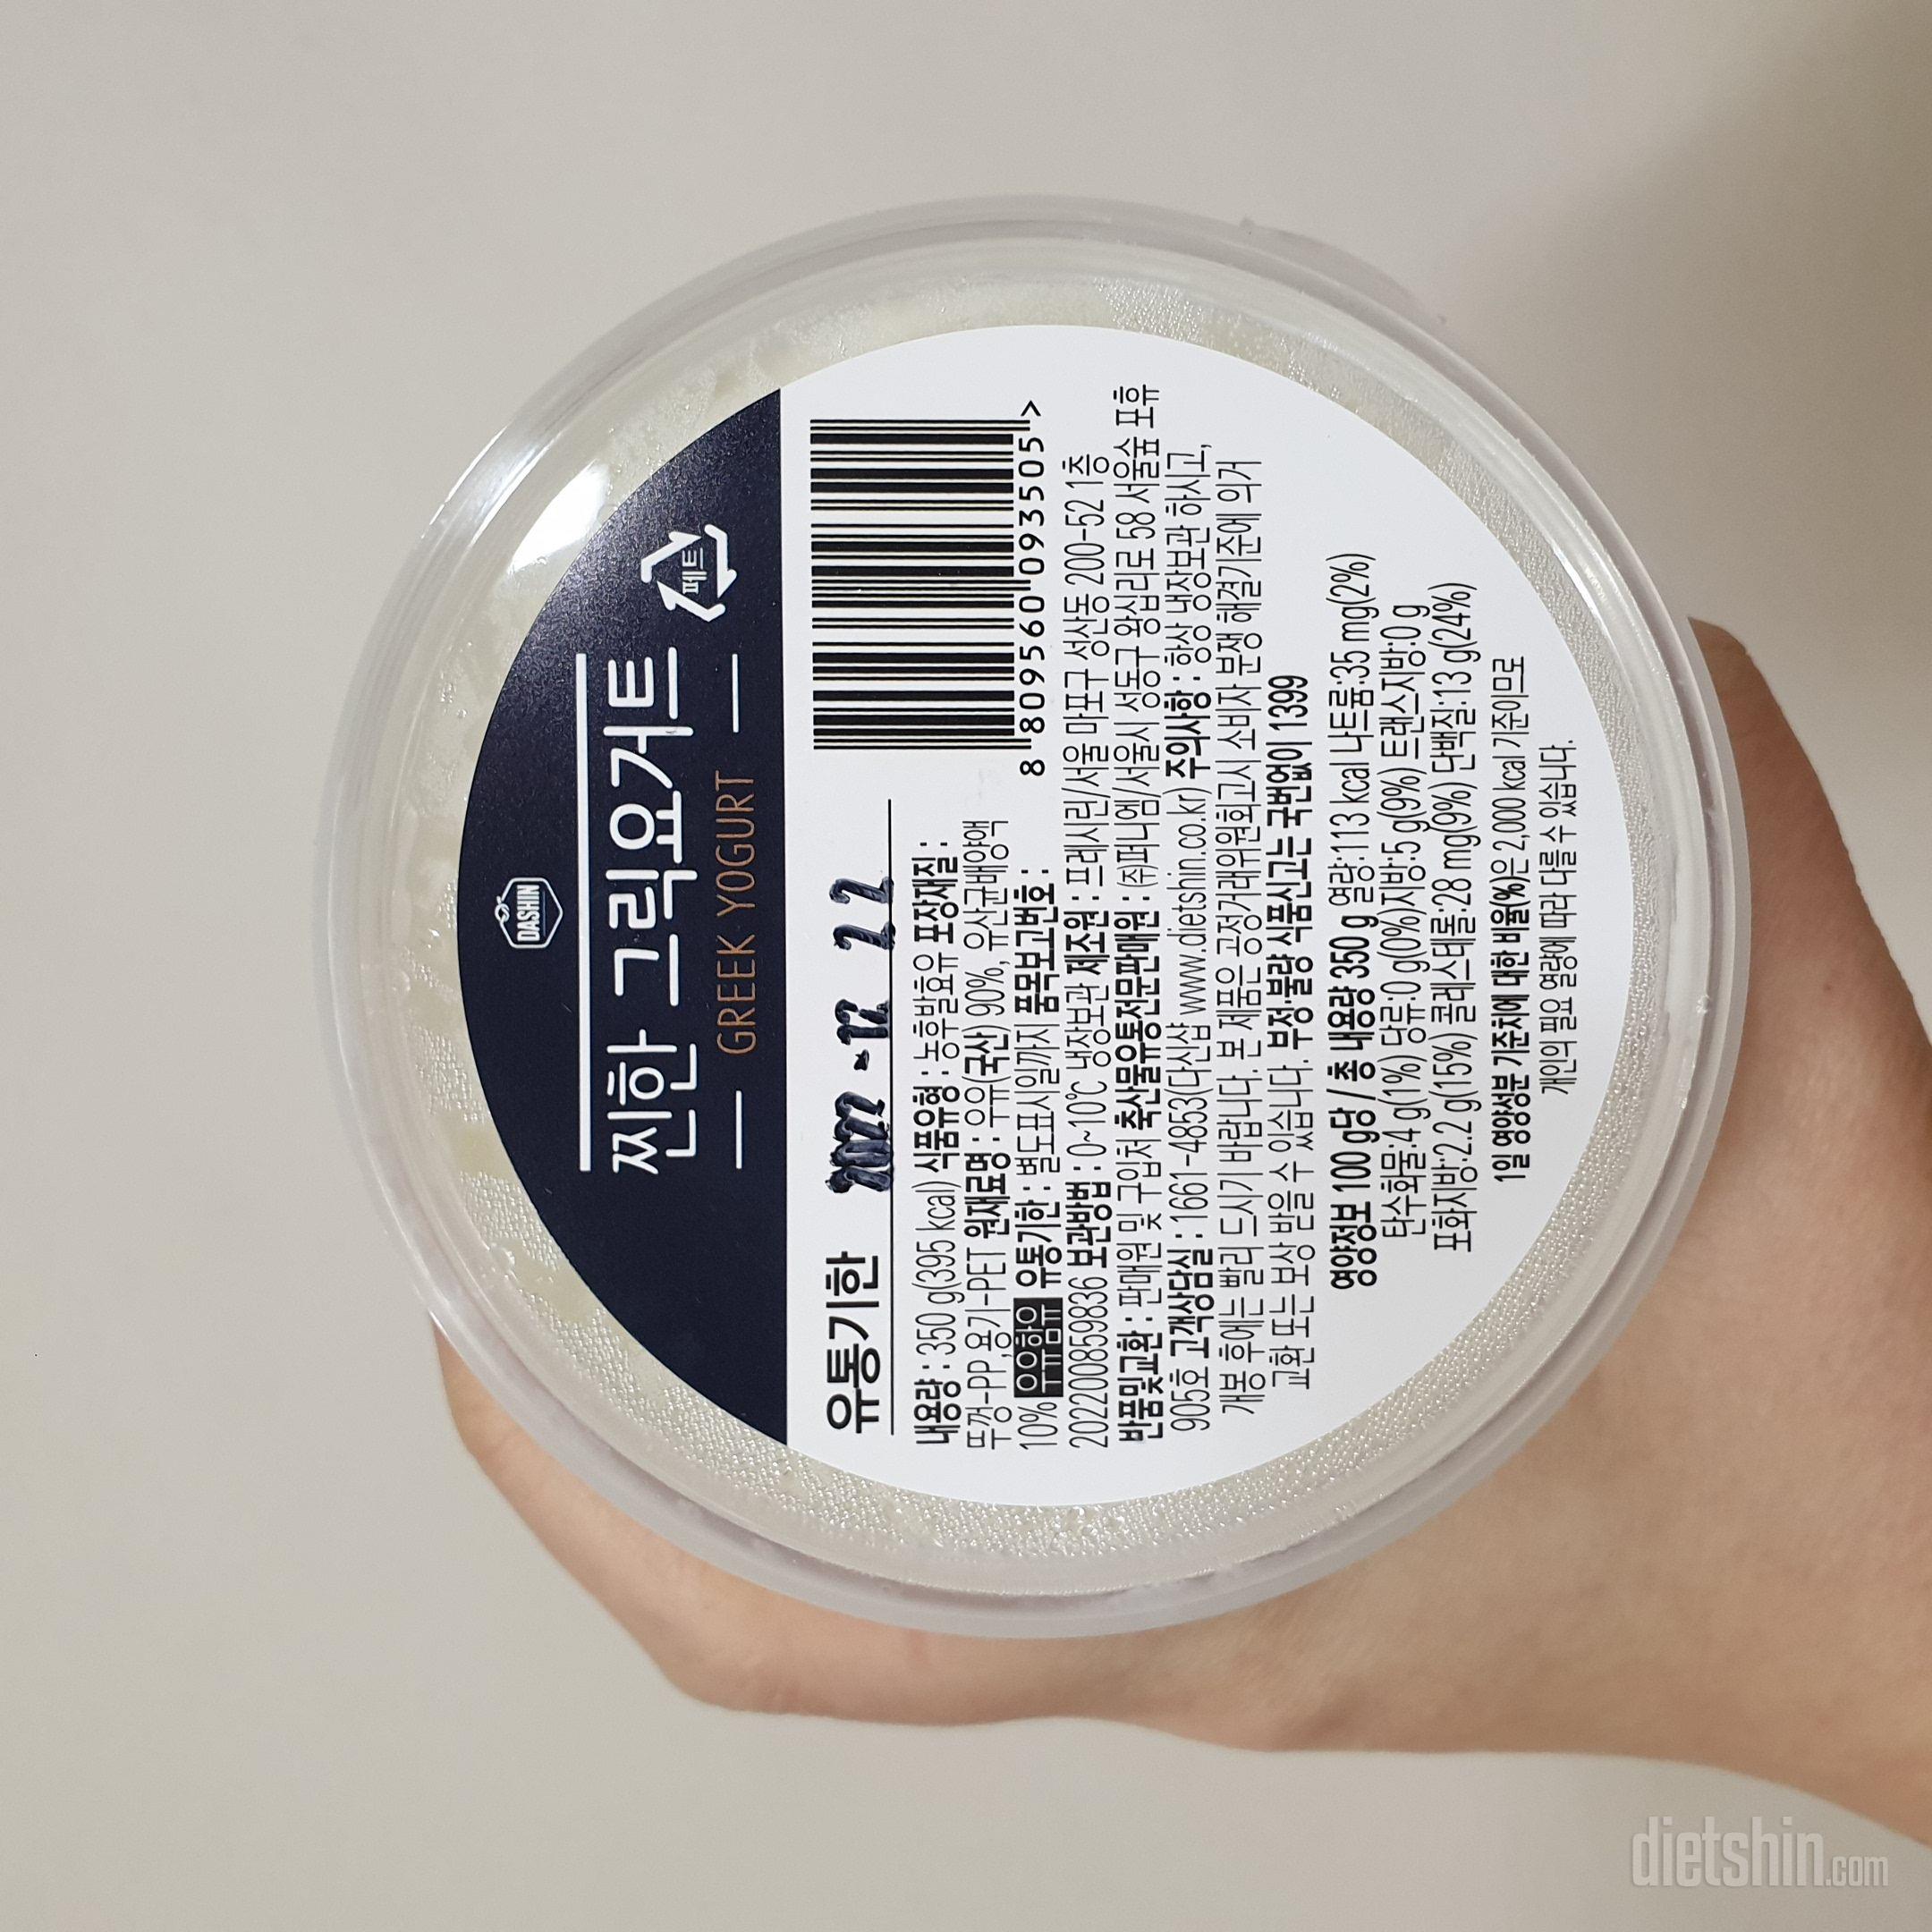 DASHIN
찐한 그릭요거트
GREEK YOGURT
페트
유통기한
8 809560 093505 >
내용량 : 350 g(395 kcal) 식품유형 : 농후발효유 포장재질 :
뚜껑-PP,용기-PET 원재료명 : 우유(국산) 90%, 유산균배양액
10% 우유함유 유통기한 : 별도표시일까지 품목보고번호 :
202200859836 보관방법 : 0~10℃ 냉장보관 제조원 : 프레시린/서울 마포구 성산동 200-52 1층
반품및교환 : 판매원 및 구입처 축산물유통전문판매원 : (주)퍼니앰/서울시 성동구 왕십리로 58 서울숲 포휴
905호 고객상담실 : 1661-4853(다신샵 www.dietshin.co.kr) 주의사항 : 항상 냉장보관 하시고,
개봉후에는 빨리 드시기 바랍니다. 본 제품은 공정거래위원회고시 소비자 분쟁 해결기준에 의거
교환 또는 보상 받을 수 있습니다. 부정·불량 식품신고는 국번없이 1399
영양정보 100 g당 / 총 내용량 350 g 열량:113 kcal 나트륨:35 mg(2%)
탄수화물:4 g(1%) 당류:0 g(0%)지방:5 g(9%) 트랜스지방:0 g
포화지방:2.2 g(15%) 콜레스테롤:28 mg(9%) 단백질:13 g(24%)
1일 영양성분 기준치에 대한 비율(%)은 2,000 kcal 기준이므로
개인의 필요 열량에 따라 다를 수 있습니다.
dietshin.com